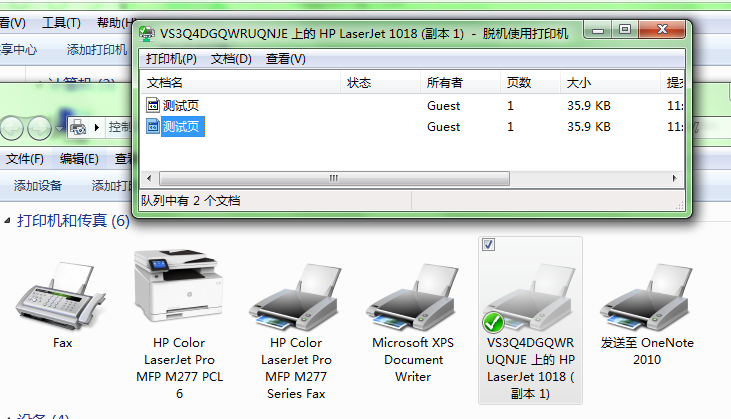 看(V) 工具(T) 帮助(H)
VS3Q4DGQWRUQNJE 上的 HP LaserJet 1018 (副本 1) - 脱机使用打印机
享中心 添加打印机
打印机(P) 文档(D) 查看(V)
文档名 状态 所有者 页数 大小 提交
测试页 Guest 1 35.9 KB 11:
测试页 Guest 1 35.9 KB 11:
控制
文件(F) 编辑(E) 查看
添加设备 添加打印
队列中有 2 个文档
打印机和传真 (6)
Fax
HP Color
LaserJet Pro
MFP M277 PCL
6
HP Color
LaserJet Pro
MFP M277
Series Fax
Microsoft XPS
Document
Writer
VS3Q4DGQWR
UQNJE 上的 HP
LaserJet 1018 (
副本 1)
发送至 OneNote
2010
设备 (4)